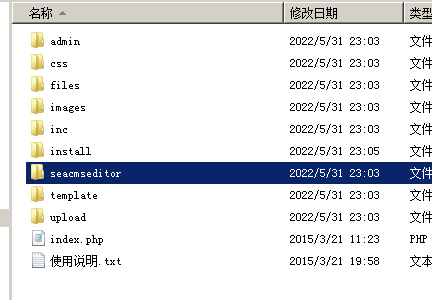 名称 修改日期 类型
admin 2022/5/31 23:03 文件
css 2022/5/31 23:03 文件
files 2022/5/31 23:03 文件
images 2022/5/31 23:03 文件
inc 2022/5/31 23:03 文件
install 2022/5/31 23:05 文件
seacmseditor 2022/5/31 23:03 文件
template 2022/5/31 23:03 文件
upload 2022/5/31 23:03 文件
index.php 2015/3/21 11:23 PHP
使用说明.txt 2015/3/21 19:58 文本